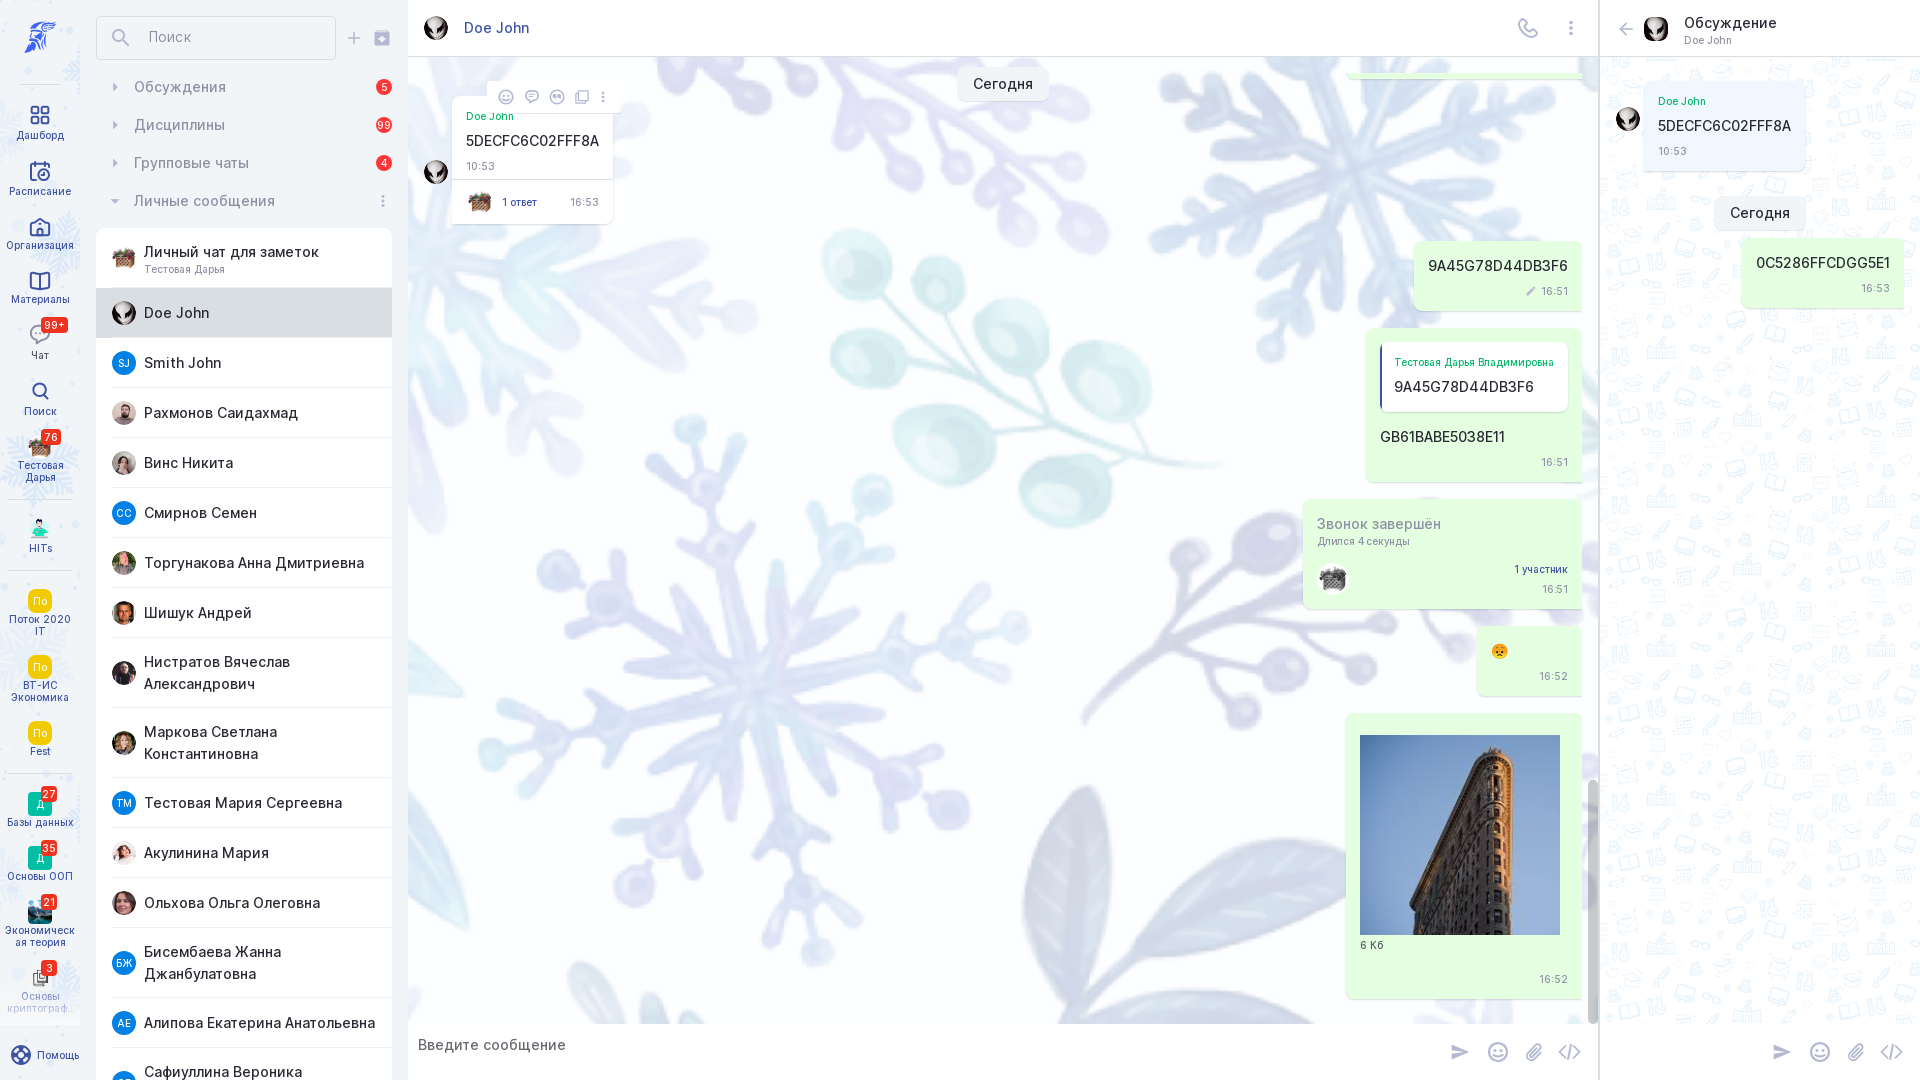 Дашборд
Расписание
Организация
Материалы
99+
Чат
Поиск
76
Тестовая
Дарья
HITs
По
Поток 2020
IT
По
ВТ-ИС
Экономика
По
Fest
27
Д
Базы данных
35
Д
Основы ООП
21
Экономическ
ая теория
3
Основы
криптограф...
Помощь
Поиск
Обсуждения
5
Дисциплины
99
Групповые чаты
4
Личные сообщения
Личный чат для заметок
Тестовая Дарья
Doe John
SJ
Smith John
Рахмонов Саидахмад
Винс Никита
СС
Смирнов Семен
Торгунакова Анна Дмитриевна
Шишук Андрей
Нистратов Вячеслав
Александрович
Маркова Светлана
Константиновна
ТМ
Тестовая Мария Сергеевна
Акулинина Мария
Ольхова Ольга Олеговна
БЖ
Бисембаева Жанна
Джанбулатовна
АЕ
Алипова Екатерина Анатольевна
Сафиуллина Вероника
Doe John
Сегодня
Doe John
5DECFC6C02FFF8A
10:53
1 ответ
16:53
9A45G78D44DB3F6
16:51
Тестовая Дарья Владимировна
9A45G78D44DB3F6
GB61BABE5038E11
16:51
Звонок завершён
Длился 4 секунды
1 участник
16:51
16:52
6 Кб
16:52
Введите сообщение
Обсуждение
Doe John
Doe John
5DECFC6C02FFF8A
10:53
Сегодня
0C5286FFCDGG5E1
16:53